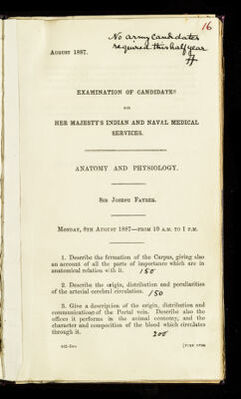 16
No army candidates
required this half year
August 1887.
EXAMINATION OF CANDIDATES
FOR
HER MAJESTY'S INDIAN AND NAVAL MEDICAL
SERVICES.
ANATOMY AND PHYSIOLOGY.
Sir Joseph Fayrer.
Monday, 8th August 1887—from 10 A.M. to 1 P.M.
1. Describe the formation of the Carpus, giving also
an account of all the parts of importance which are in
anatomical relation with it. 150
2. Describe the origin, distribution and peculiarities
of the arterial cerebral circulation. 150
3. Give a description of the origin, distribution and
communications of the Portal vein. Describe also the
offices it performs in the animal economy, and the
character and composition of the blood which circulates
through it. 200
[TURN OVER